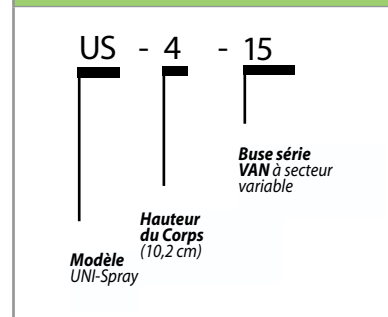 US - 4 - 15
Buse série
VAN à secteur
variable
Hauteur
du Corps
(10,2 cm)
Modèle
UNI-Spray